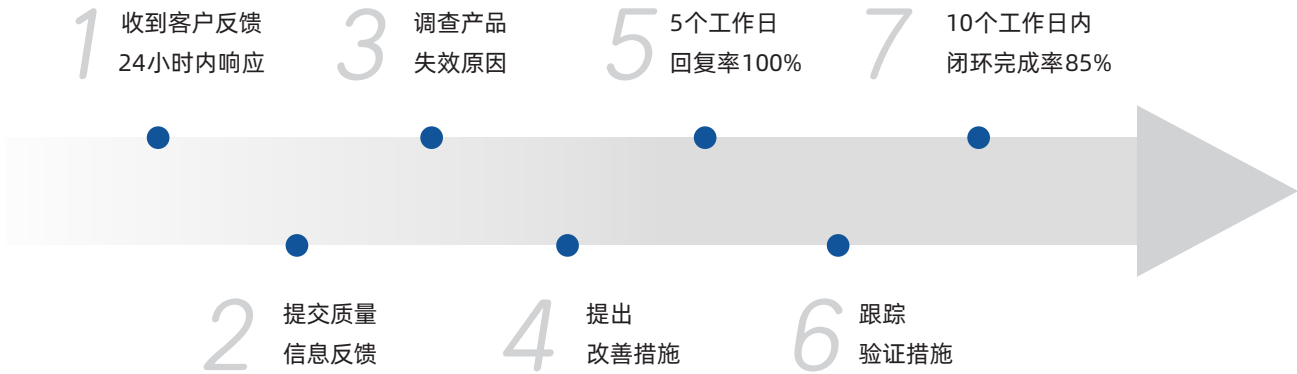 1
收到客户反馈
24小时内响应
2
提交质量
信息反馈
3
调查产品
失效原因
4
提出
改善措施
5
5个工作日
回复率100%
6
跟踪
验证措施
7
10个工作日内
闭环完成率85%